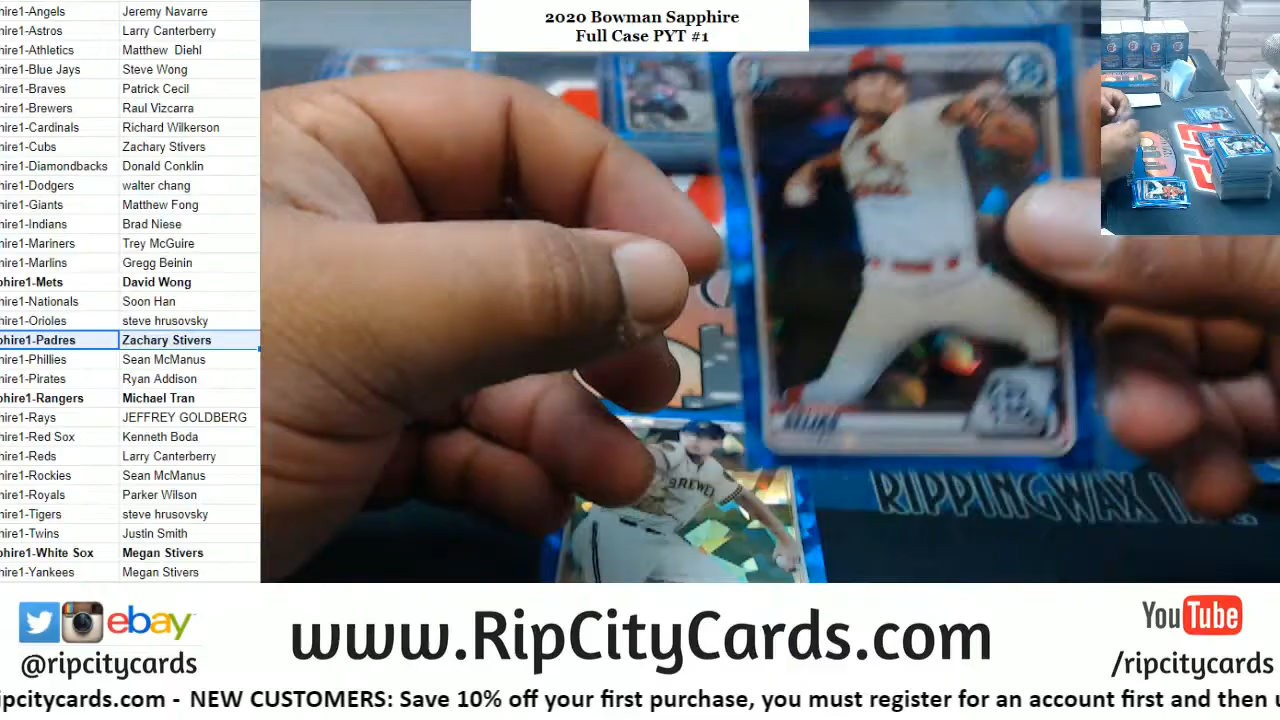 2020 Bowman Sapphire
Full Case PYT #1
hire1-Angels Jeremy Navarre
hire1-Astros Larry Canterberry
hire1-Athletics Matthew Diehl
hire1-Blue Jays Steve Wong
hire1-Braves Patrick Cecil
hire1-Brewers Raul Vizcarra
hire1-Cardinals Richard Wilkerson
hire1-Cubs Zachary Stivers
hire1-Diamondbacks Donald Conklin
hire1-Dodgers walter chang
hire1-Giants Matthew Fong
hire1-Indians Brad Niese
hire1-Mariners Trey McGuire
hire1-Marlins Gregg Beinin
phire1-Mets David Wong
hire1-Nationals Soon Han
hire1-Orioles steve hrusovsky
phire1-Padres Zachary Stivers
hire1-Phillies Sean McManus
hire1-Pirates Ryan Addison
phire1-Rangers Michael Tran
hire1-Rays JEFFREY GOLDBERG
hire1-Red Sox Kenneth Boda
hire1-Reds Larry Canterberry
hire1-Rockies Sean McManus
hire1-Royals Parker Wilson
hire1-Tigers steve hrusovsky
hire1-Twins Justin Smith
phire1-White Sox Megan Stivers
hire1-Yankees Megan Stivers
BREWE
RIPPINGWAX
ebay
@ripcitycards
www.RipCityCards.com
YouTube
/ripcitycards
ipcitycards.com - NEW CUSTOMERS: Save 10% off your first purchase, you must register for an account first and then u